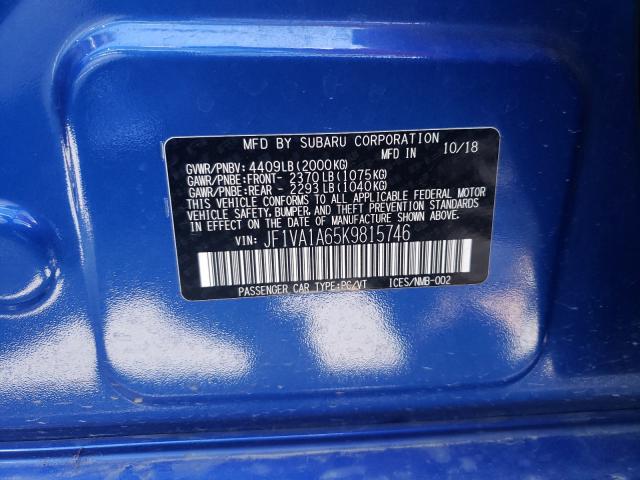 MFD BY SUBARU CORPORATION
GVWR/PNBV: 4409LB(2000KG) MFD IN 10/18
GAWR/PNBE:FRONT- 2370LB(1075KG)
GAWR/PNBE:REAR - 2293LB(1040KG)
THIS VEHICLE CONFORMS TO ALL APPLICABLE FEDERAL MOTOR
VEHICLE SAFETY, BUMPER, AND THEFT PREVENTION STANDARDS
IN EFFECT ON THE DATE OF MANUFACTURE SHOWN ABOVE.
VIN: JF1VA1A65K9815746
PASSENGER CAR TYPE:PC/VT ICES/NMB-002